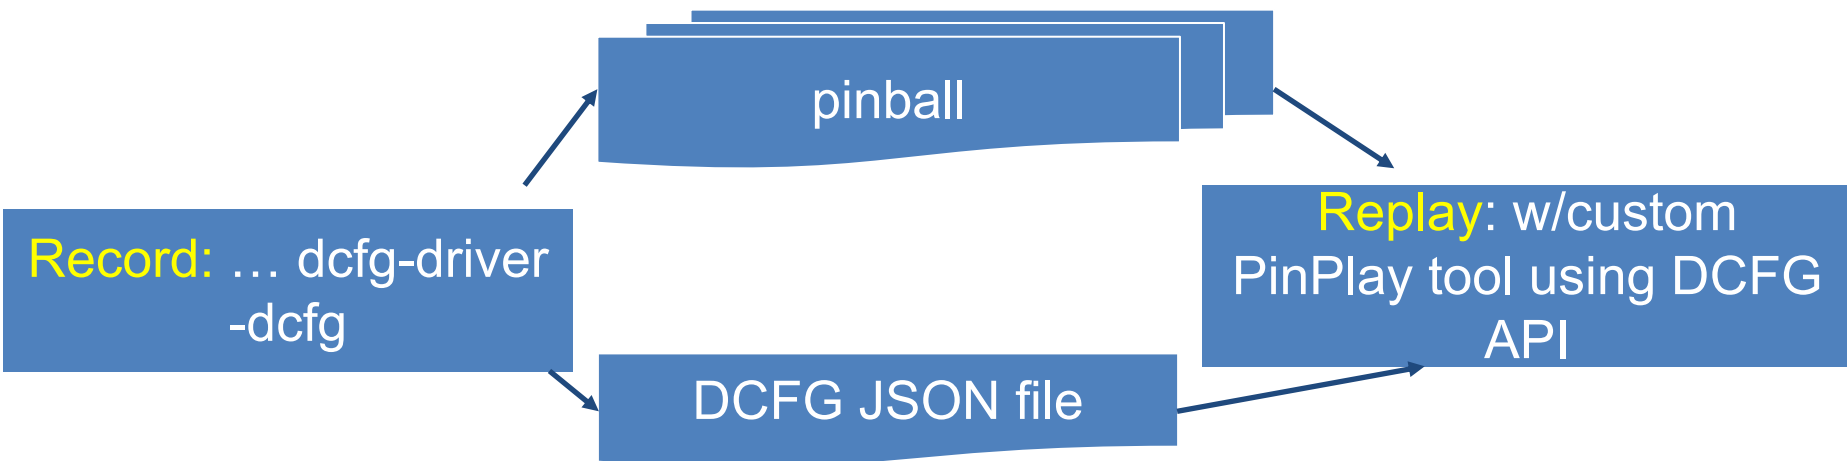 pinball
Record: … dcfg-driver
-dcfg
Replay: w/custom
PinPlay tool using DCFG
API
DCFG JSON file